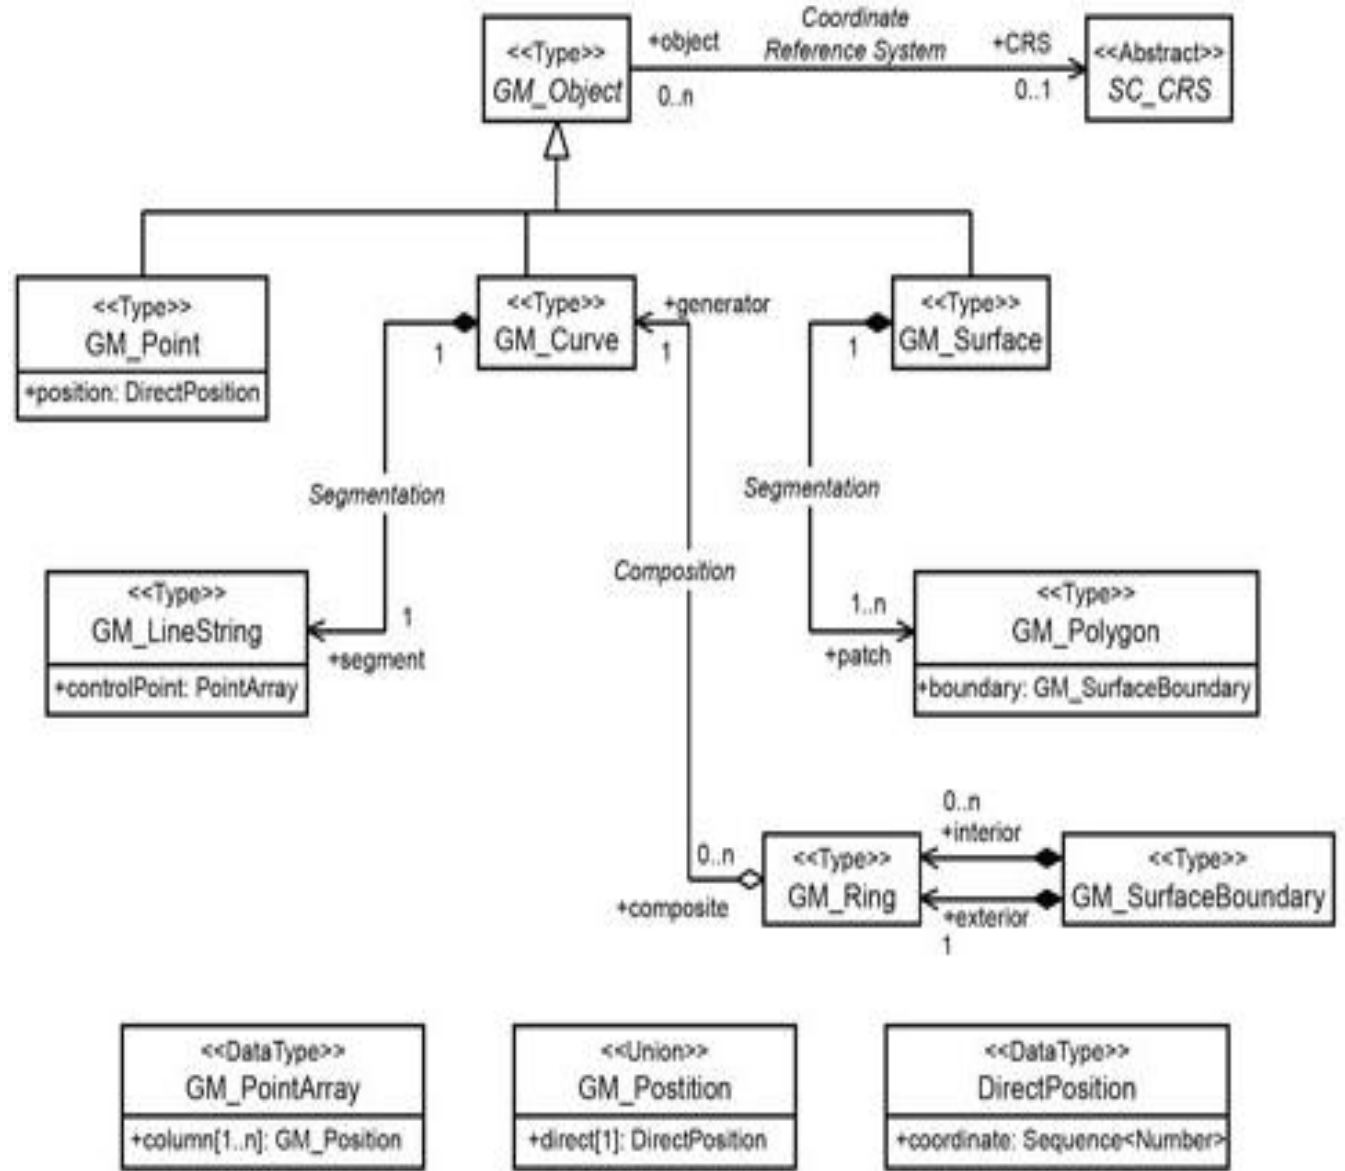 <<Type>>
GM_Object
+object
0..n
Coordinate
Reference System
+CRS
0..1
<<Abstract>>
SC_CRS
<<Type>>
GM_Point
+position: DirectPosition
<<Type>>
GM_Curve
1
+generator
1
<<Type>>
GM_Surface
1
Segmentation
Segmentation
Composition
<<Type>>
GM_LineString
+controlPoint: PointArray
1
+segment
1..n
+patch
<<Type>>
GM_Polygon
+boundary: GM_SurfaceBoundary
0..n
+composite
<<Type>>
GM_Ring
0..n
+interior
+exterior
1
<<Type>>
GM_SurfaceBoundary
<<DataType>>
GM_PointArray
+column[1..n]: GM_Position
<<Union>>
GM_Postition
+direct[1]: DirectPosition
<<DataType>>
DirectPosition
+coordinate: Sequence<Number>